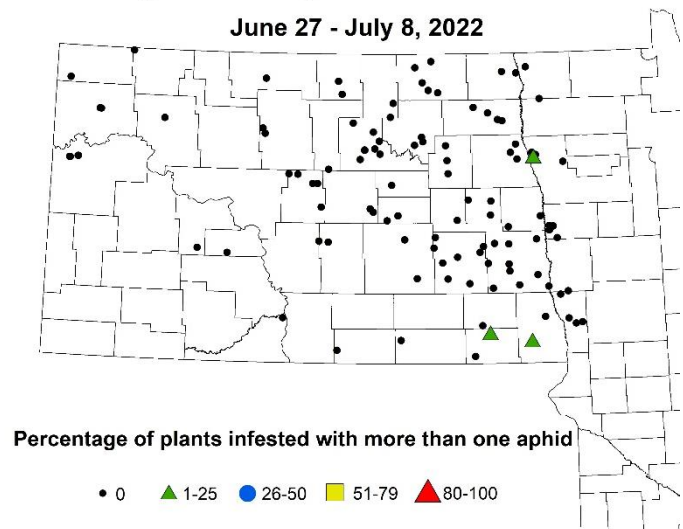 June 27 - July 8, 2022
Percentage of plants infested with more than one aphid
0 1-25 26-50 51-79 80-100